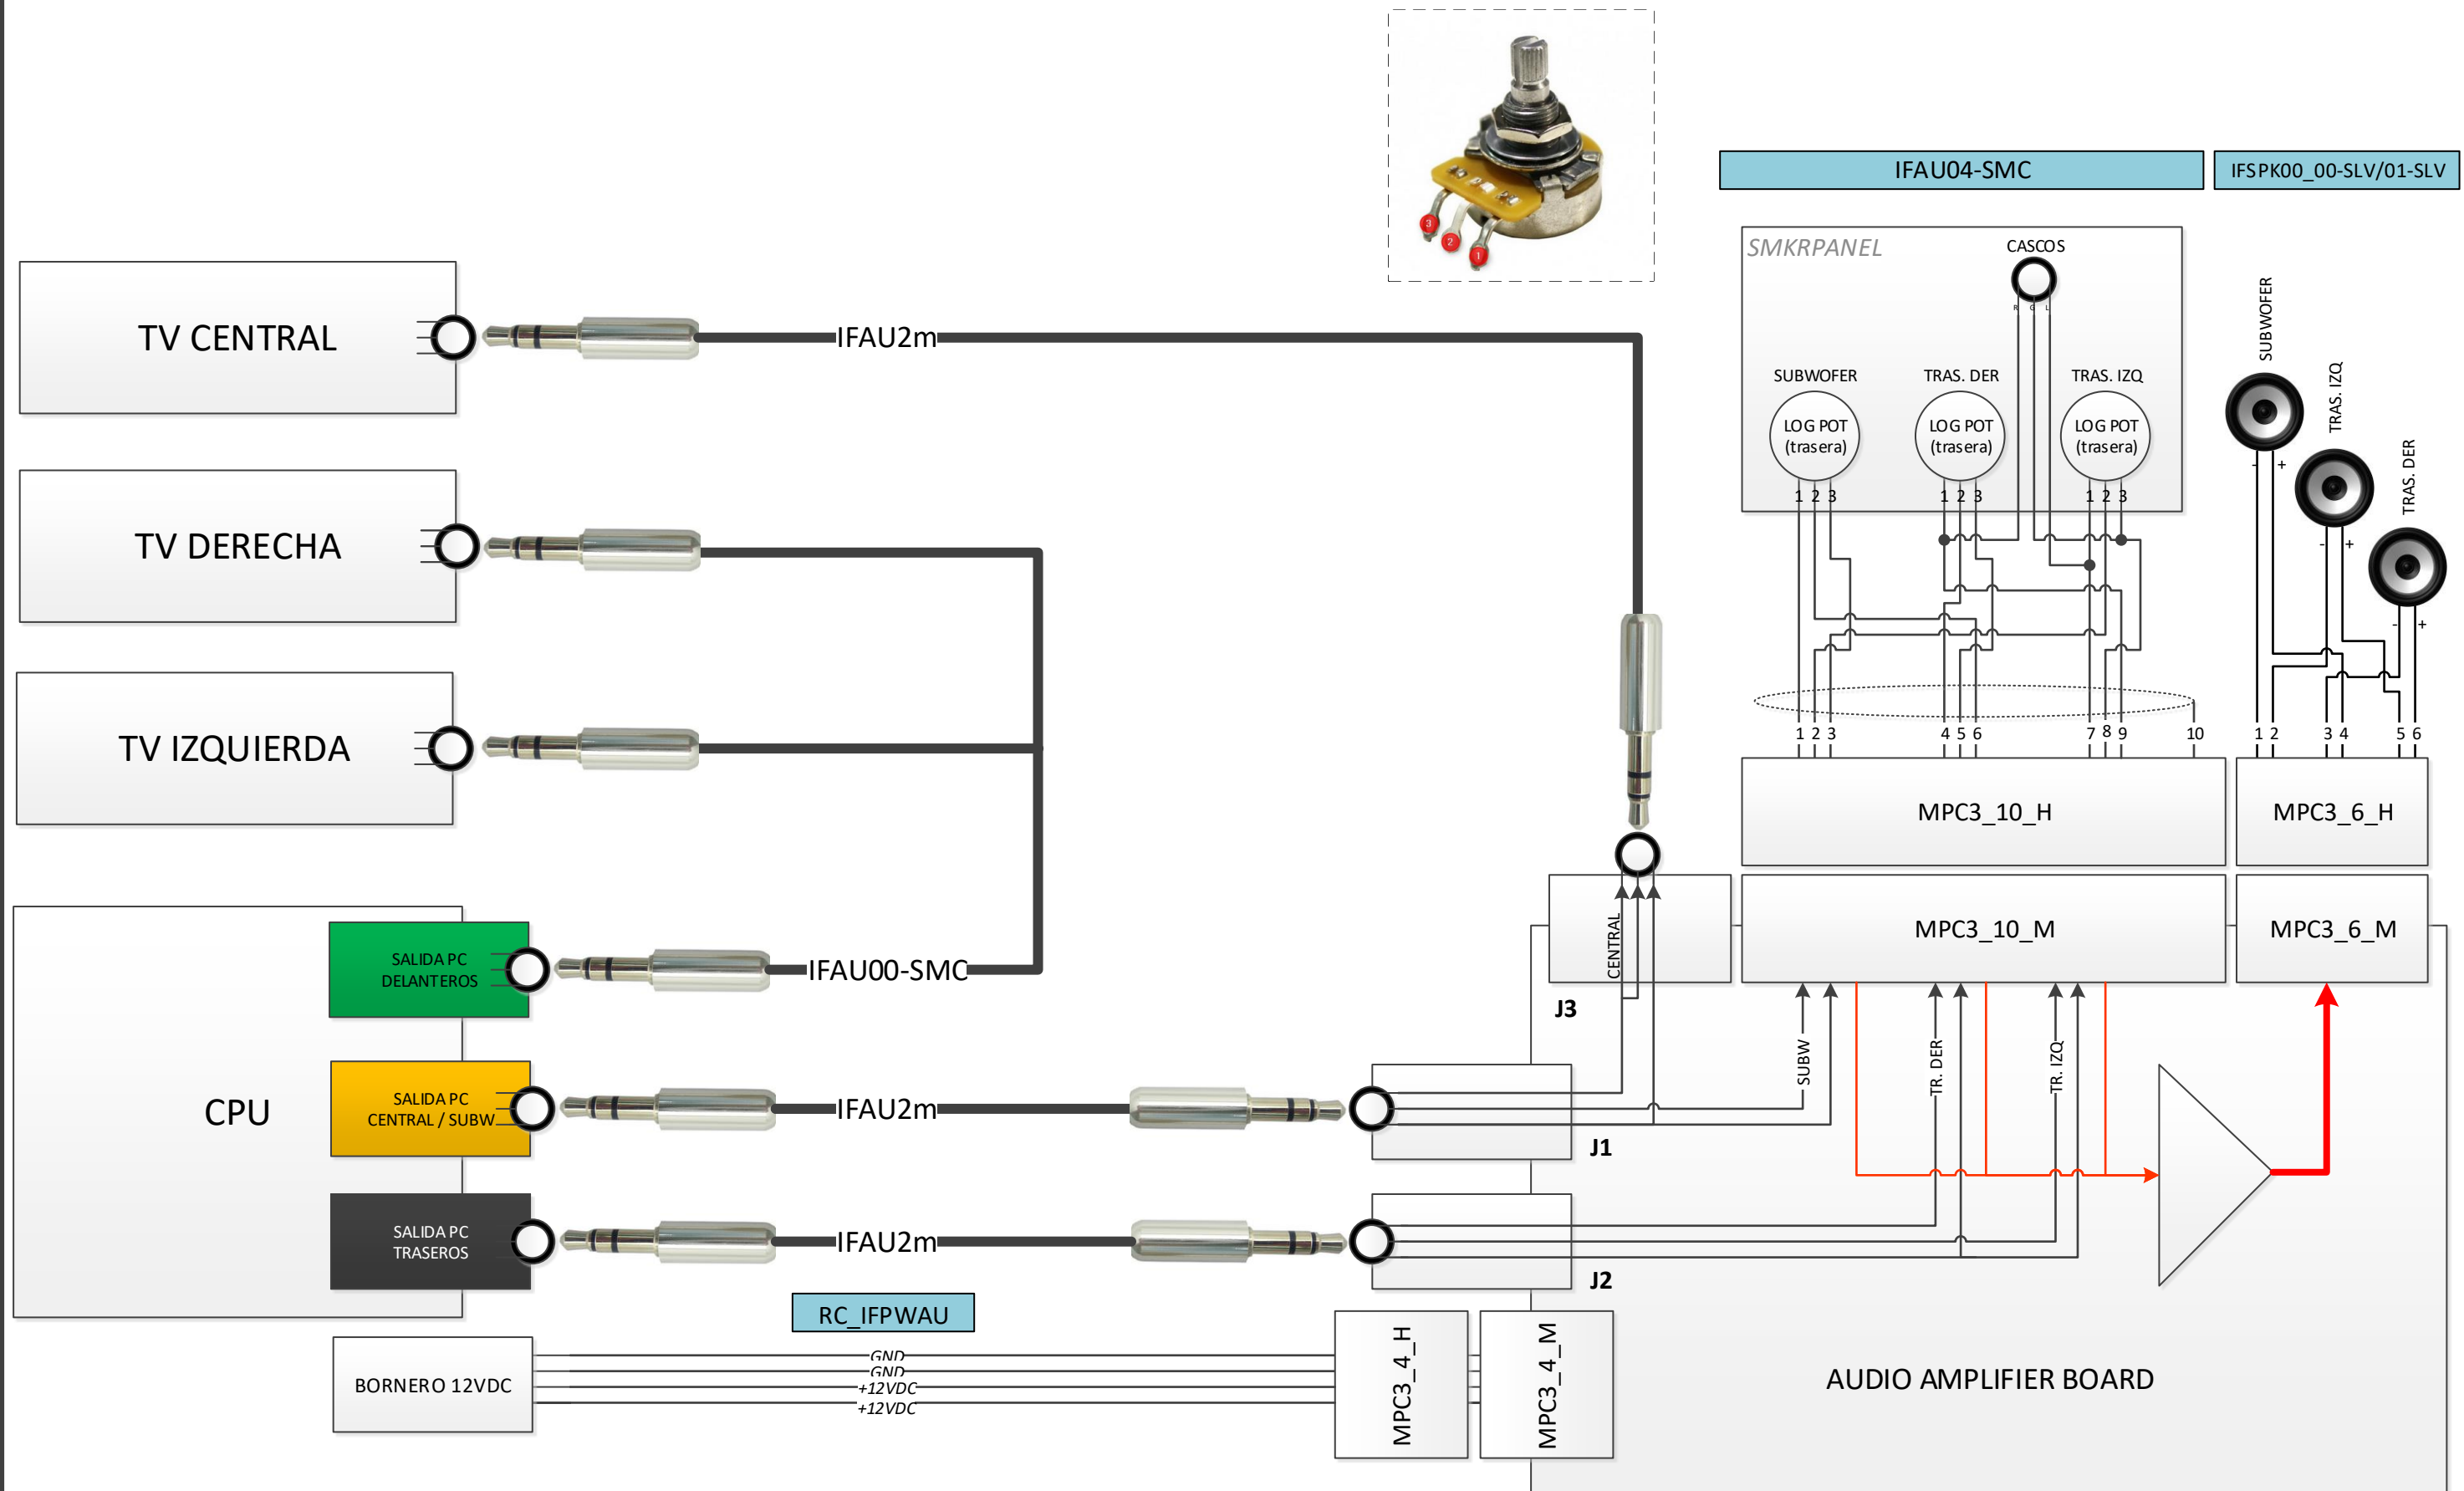 3
2
1
IFAU04-SMC
IFSPK00_00-SLV/01-SLV
SMKRPANEL
CASCOS
R G L
SUBWOFER
TRAS. DER
TRAS. IZQ
LOG POT
(trasera)
LOG POT
(trasera)
LOG POT
(trasera)
1 2 3
1 2 3
1 2 3
SUBWOFER
- +
TRAS. IZQ
- +
TRAS. DER
- +
TV CENTRAL
IFAU2m
TV DERECHA
TV IZQUIERDA
1 2 3
4 5 6
7 8 9
10
1 2
3 4
5 6
MPC3_10_H
MPC3_6_H
CENTRAL
MPC3_10_M
MPC3_6_M
J3
CPU
SALIDA PC
DELANTEROS
IFAU00-SMC
SALIDA PC
CENTRAL / SUBW
IFAU2m
J1
SUBW
TR. DER
TR. IZQ
SALIDA PC
TRASEROS
IFAU2m
J2
RC_IFPWAU
BORNERO 12VDC
GND
GND
+12VDC
+12VDC
MPC3_4_H
MPC3_4_M
AUDIO AMPLIFIER BOARD